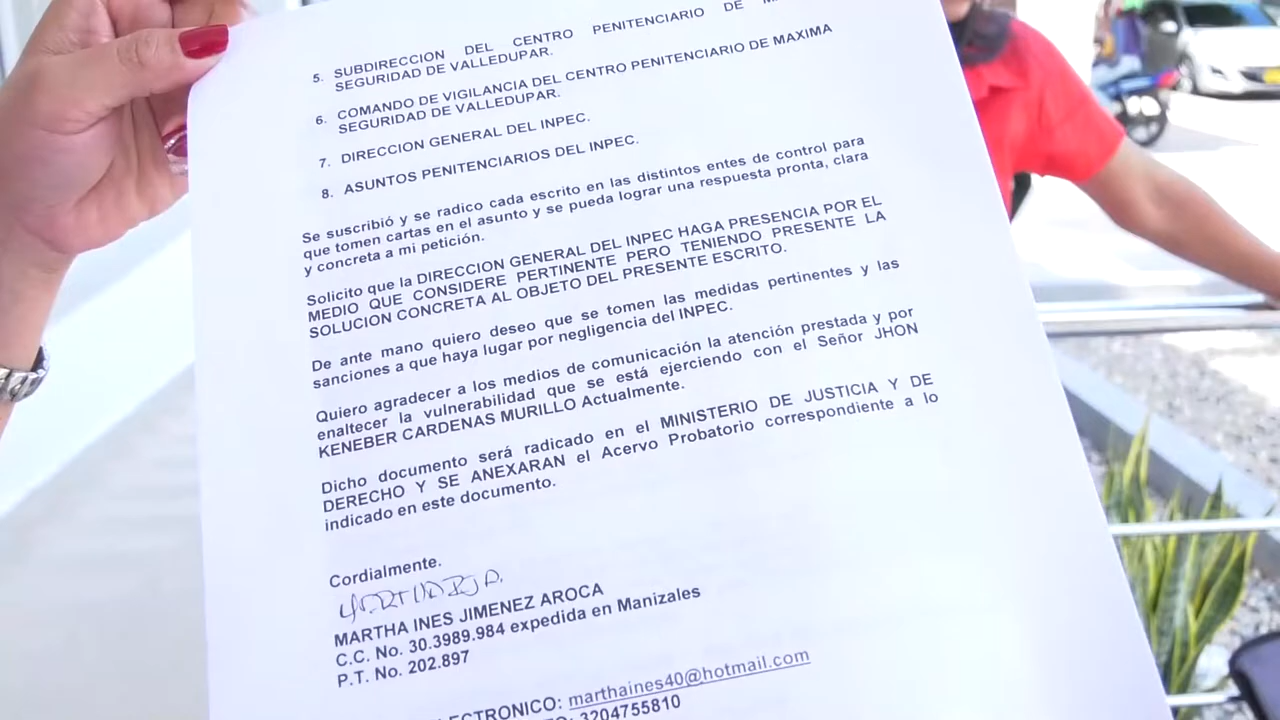 5. SUBDIRECCION DEL CENTRO PENITENCIARIO DE
SEGURIDAD DE VALLEDUPAR.
6. COMANDO DE VIGILANCIA DEL CENTRO PENITENCIARIO DE MAXIMA
SEGURIDAD DE VALLEDUPAR.
7. DIRECCION GENERAL DEL INPEC.
8. ASUNTOS PENITENCIARIOS DEL INPEC.
Se suscribió y se radico cada escrito en las distintos entes de control para
que tomen cartas en el asunto y se pueda lograr una respuesta pronta, clara
y concreta a mi petición.
Solicito que la DIRECCION GENERAL DEL INPEC HAGA PRESENCIA POR EL
MEDIO QUE CONSIDERE PERTINENTE PERO TENIENDO PRESENTE LA
SOLUCION CONCRETA AL OBJETO DEL PRESENTE ESCRITO.
De ante mano quiero deseo que se tomen las medidas pertinentes y las
sanciones a que haya lugar por negligencia del INPEC.
Quiero agradecer a los medios de comunicación la atención prestada y por
enaltecer la vulnerabilidad que se está ejerciendo con el Señor JHON
KENEBER CARDENAS MURILLO Actualmente.
Dicho documento será radicado en el MINISTERIO DE JUSTICIA Y DE
DERECHO Y SE ANEXARAN el Acervo Probatorio correspondiente a lo
indicado en este documento.
Cordialmente.
MARTHA INES JIMENEZ AROCA
C.C. No. 30.3989.984 expedida en Manizales
P.T. No. 202.897
ECTRONICO: marthaines40@hotmail.com
3204755810